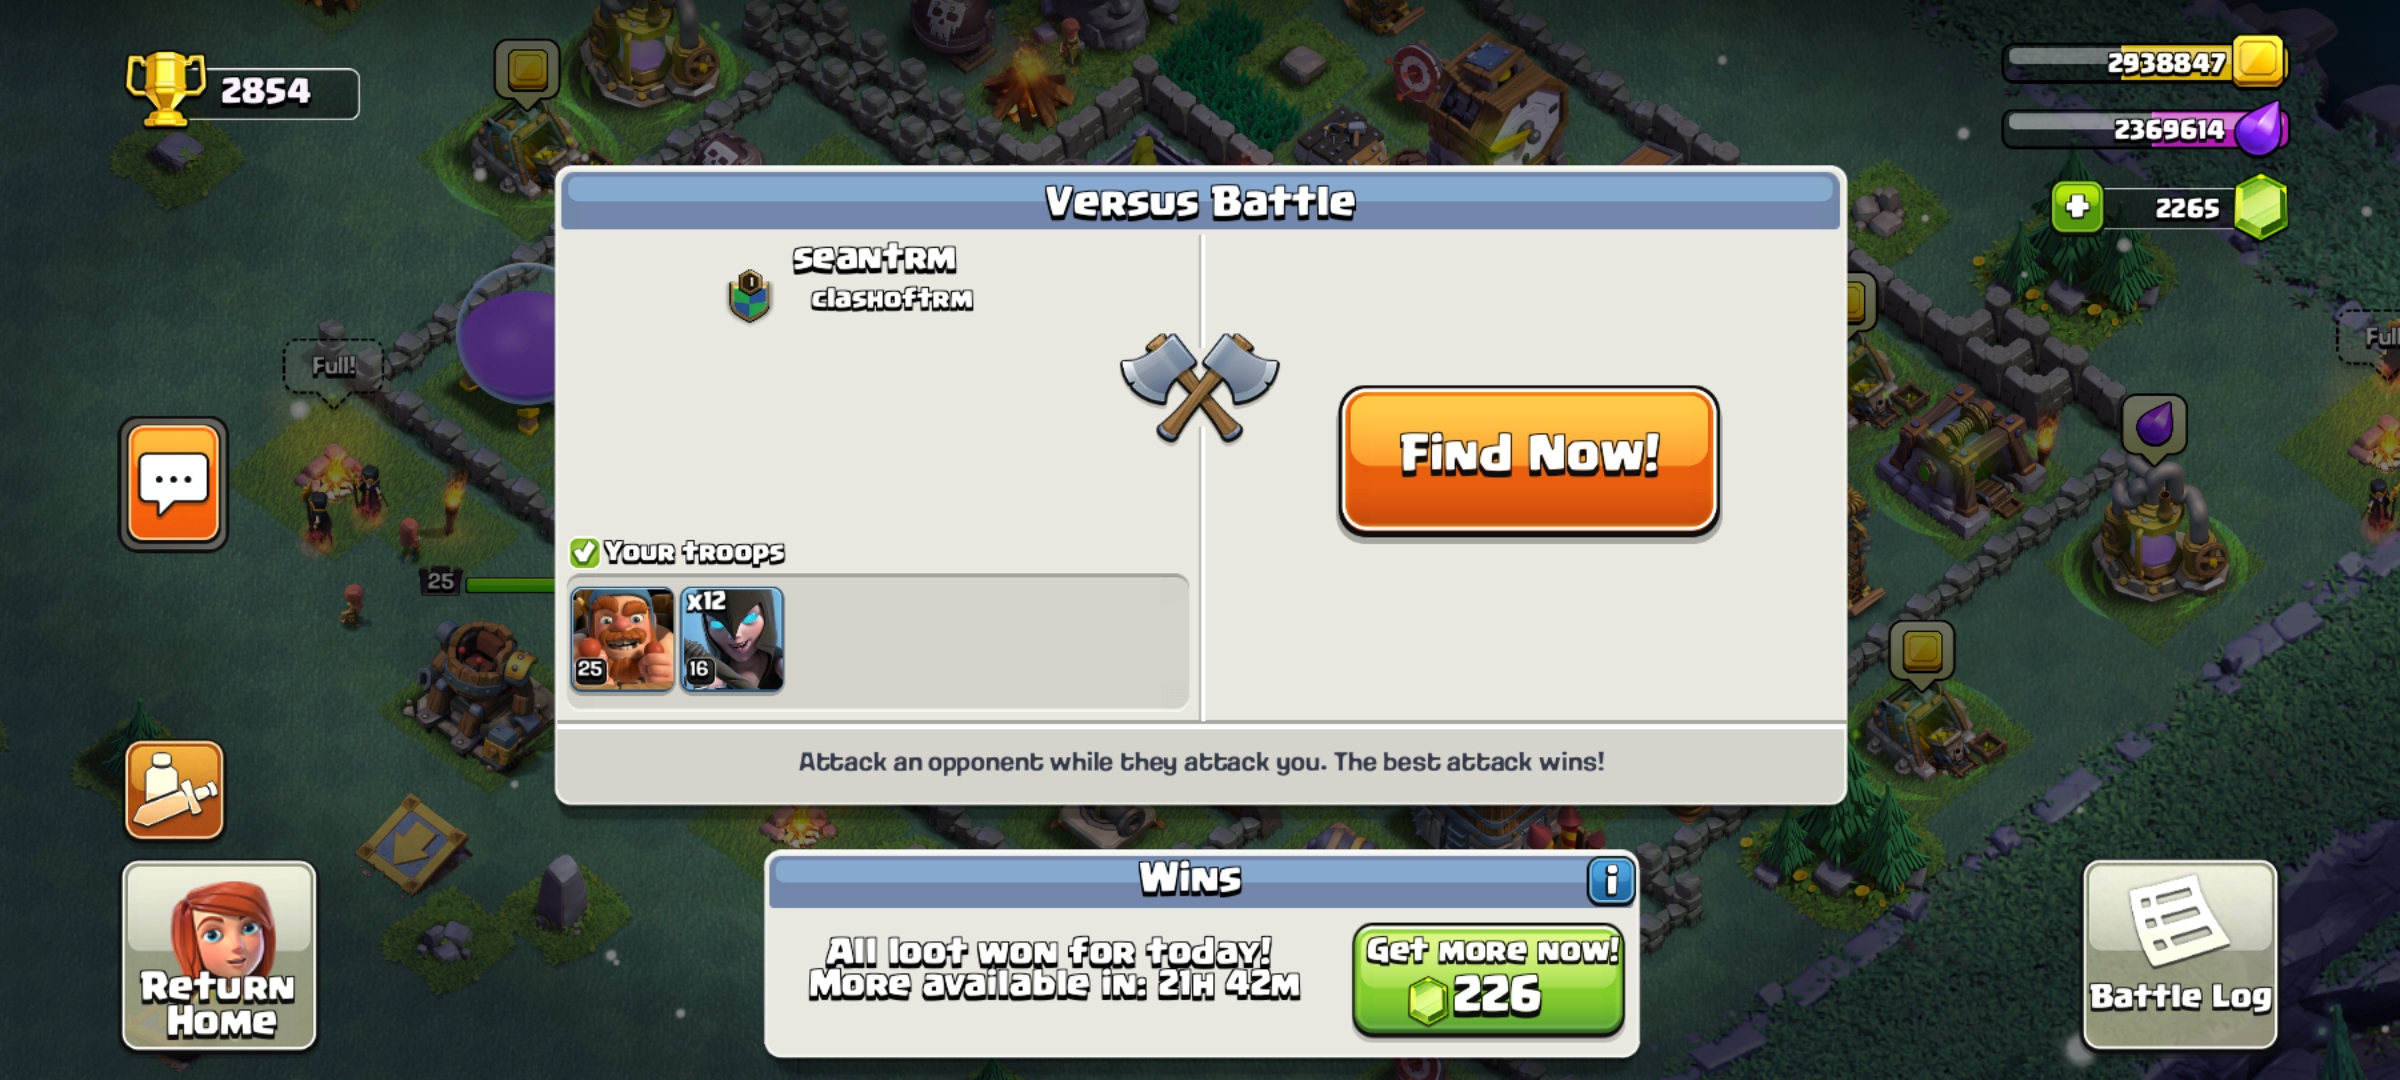 2854
2938847
2369614
2265
Versus Battle
seantrm
1
clashoftrm
Full!
Find Now!
Your troops
25
x12
25
16
Attack an opponent while they attack you. The best attack wins!
Wins
i
All loot won for today!
More available in: 21H 42M
Get more now!
226
Return
Home
Battle Log